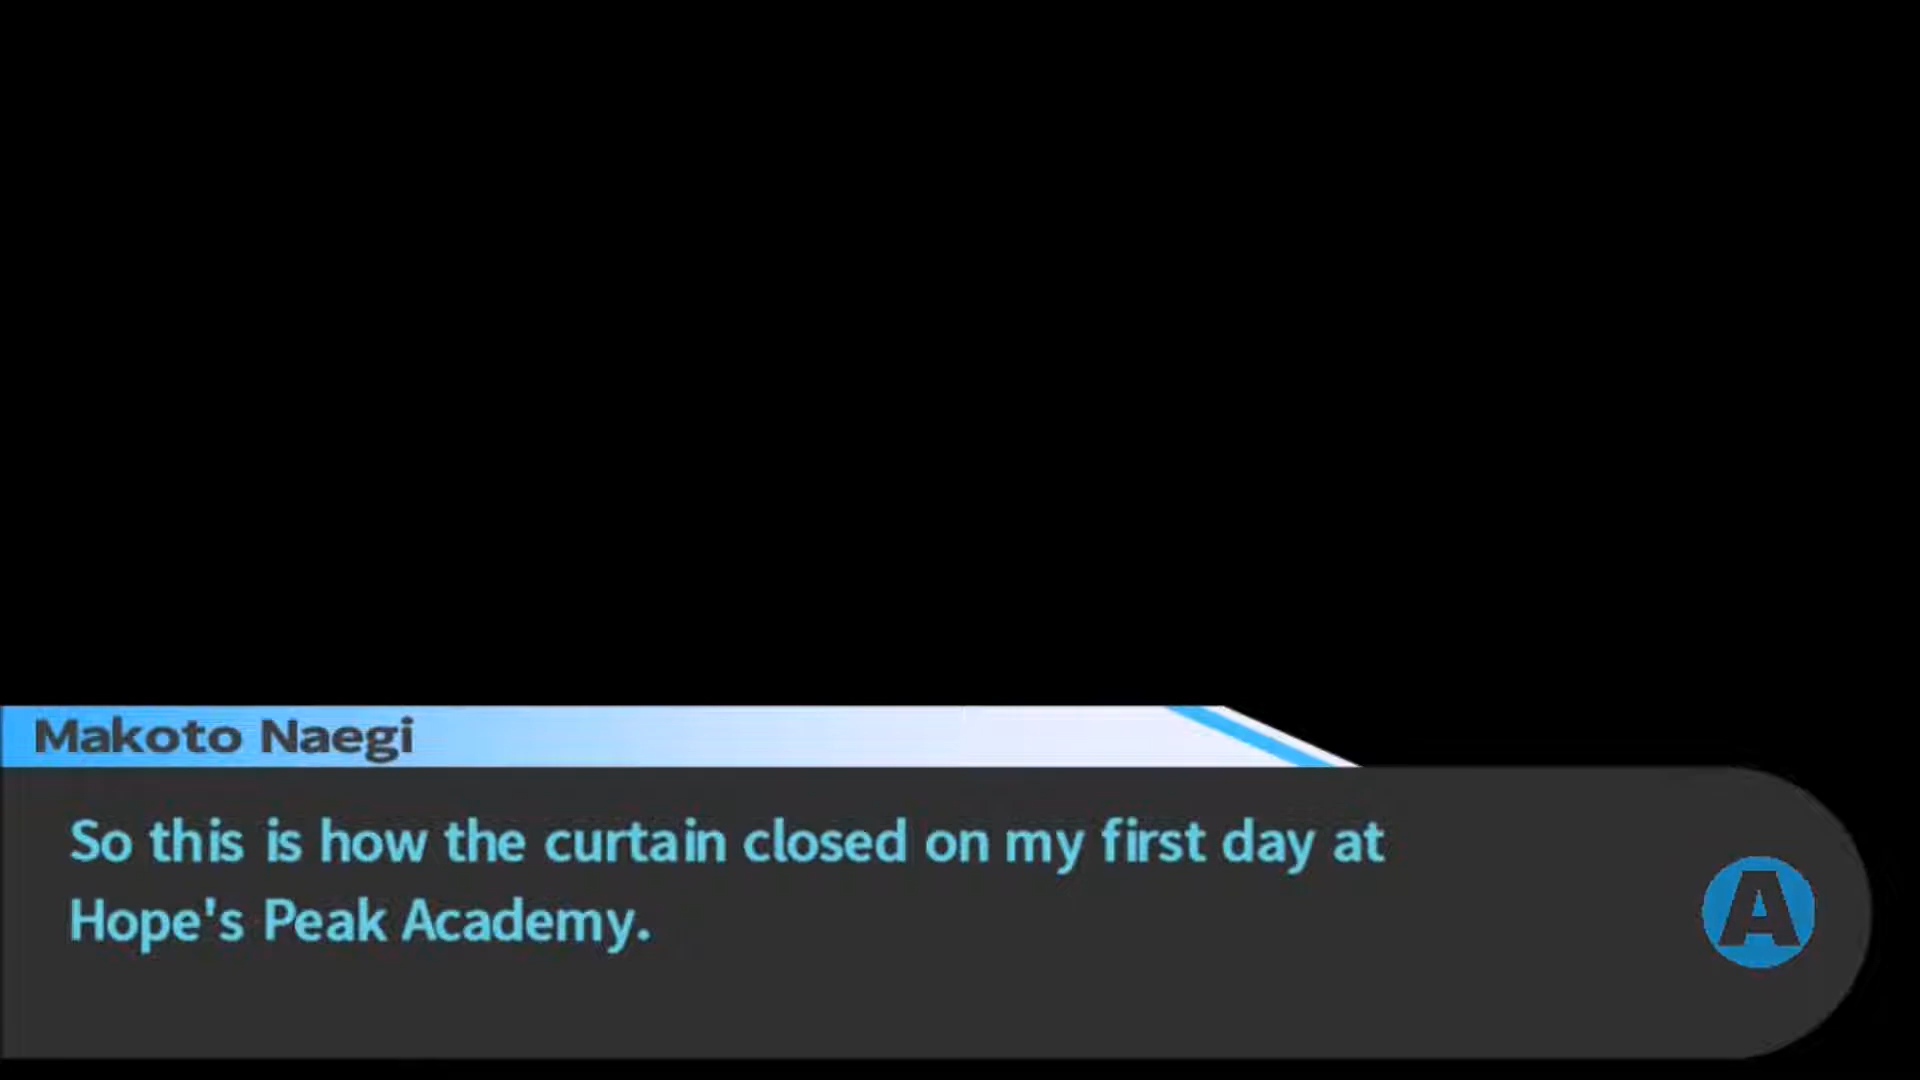 Makoto Naegi
So this is how the curtain closed on my first day at
Hope's Peak Academy.
A